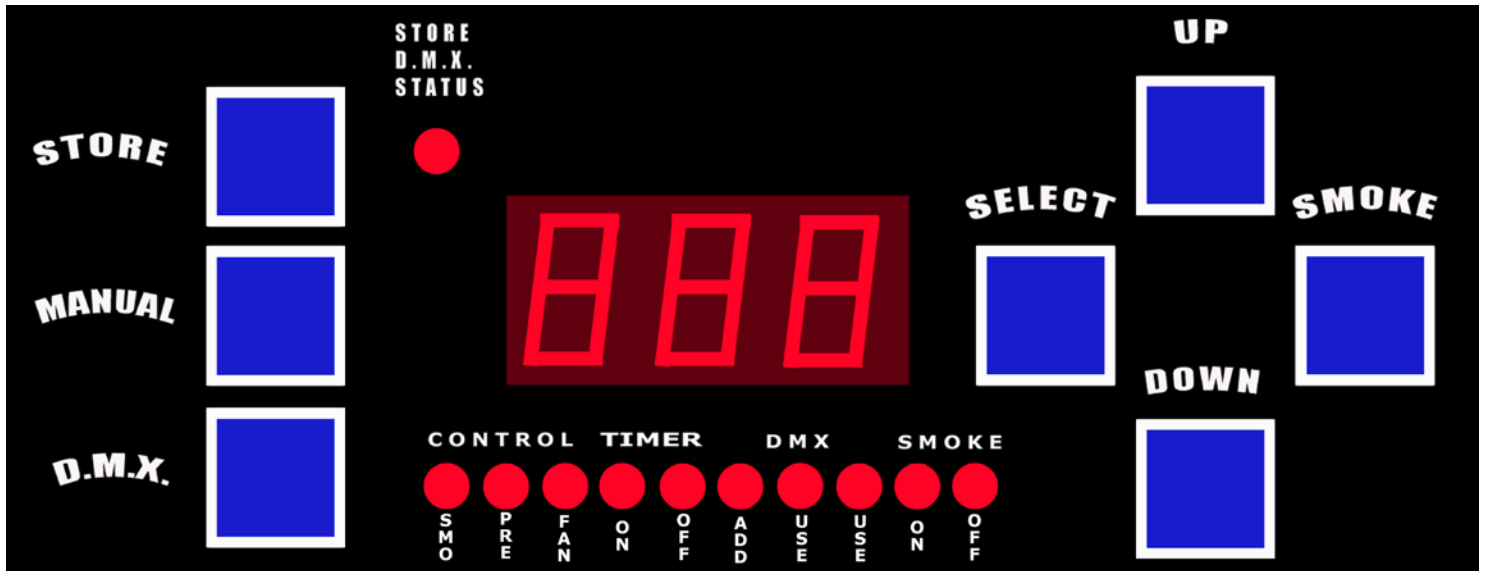 STORE
D.M.X.
STATUS
UP
STORE
SELECT
SMOKE
888
MANUAL
DOWN
D.M.X.
CONTROL TIMER DMX SMOKE
SMO PRE FAN ON OFF ADD USE USE ON OFF